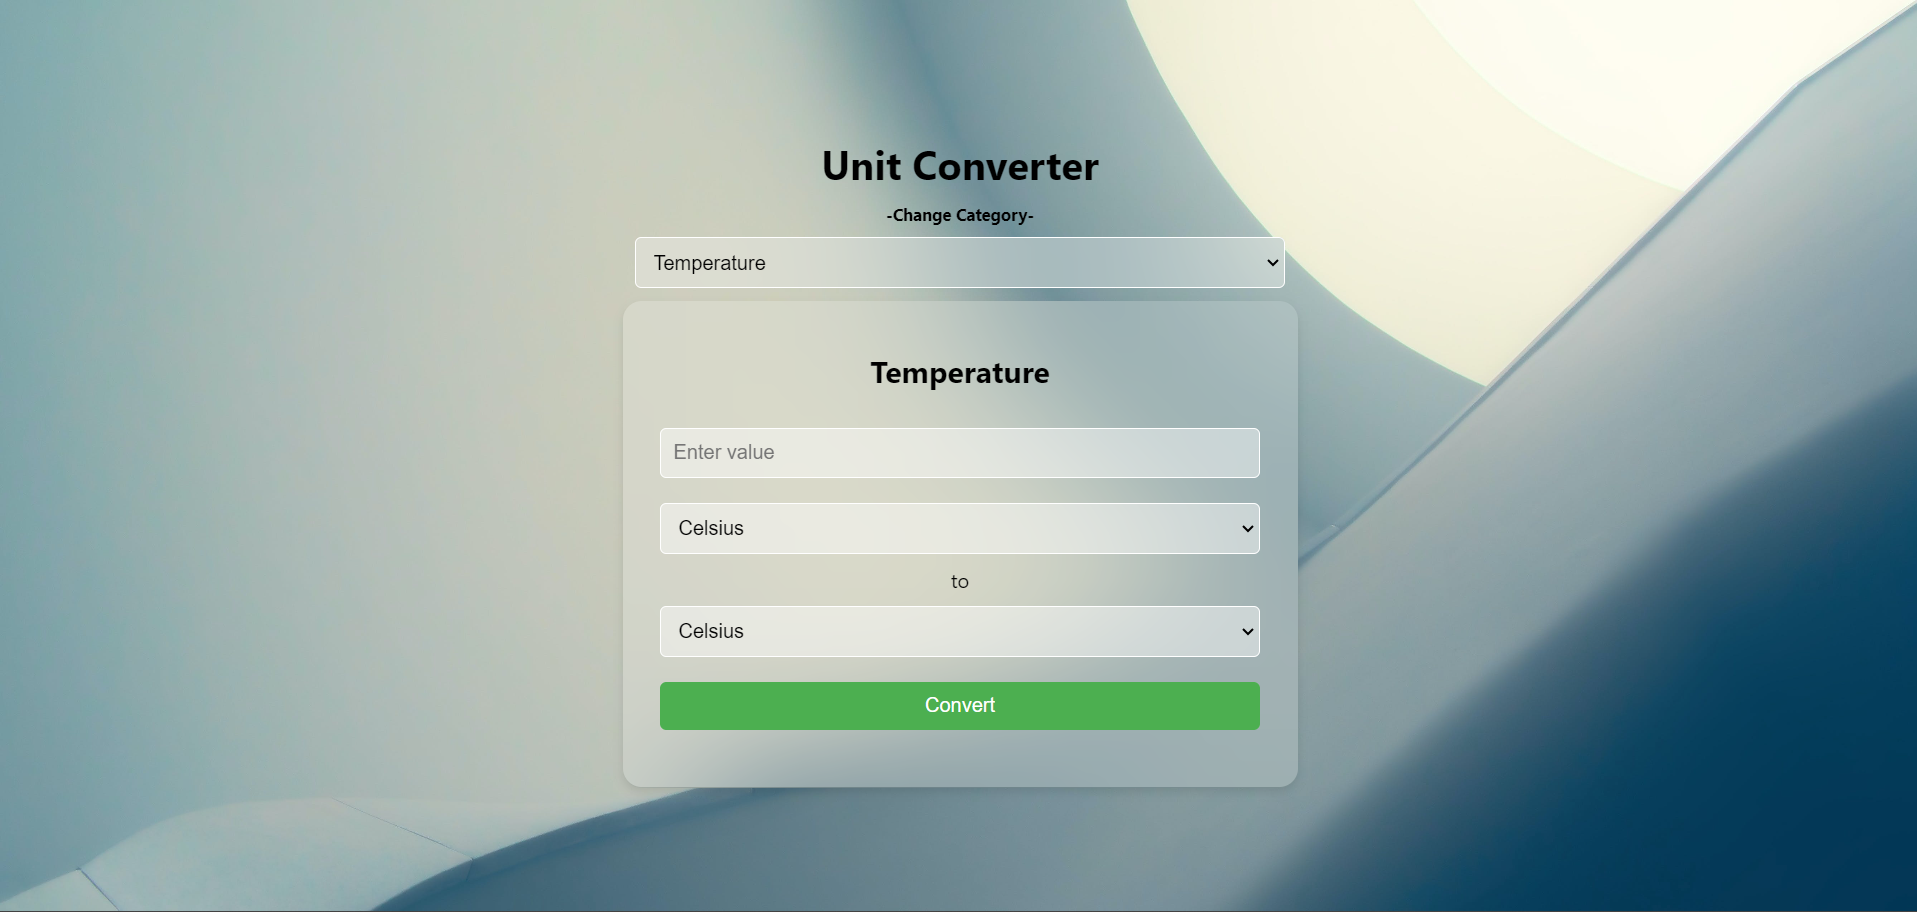 Unit Converter
-Change Category-
Temperature
Temperature
Enter value
Celsius
to
Celsius
Convert